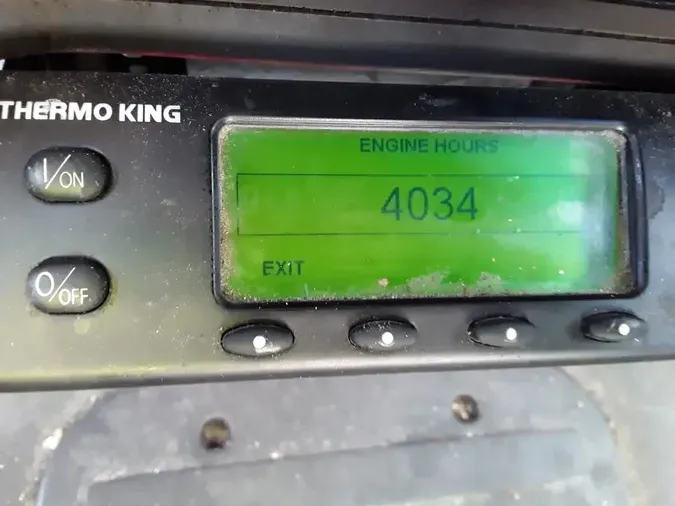 THERMO KING
ENGINE HOURS
I/ON
4034
EXIT
O/OFF